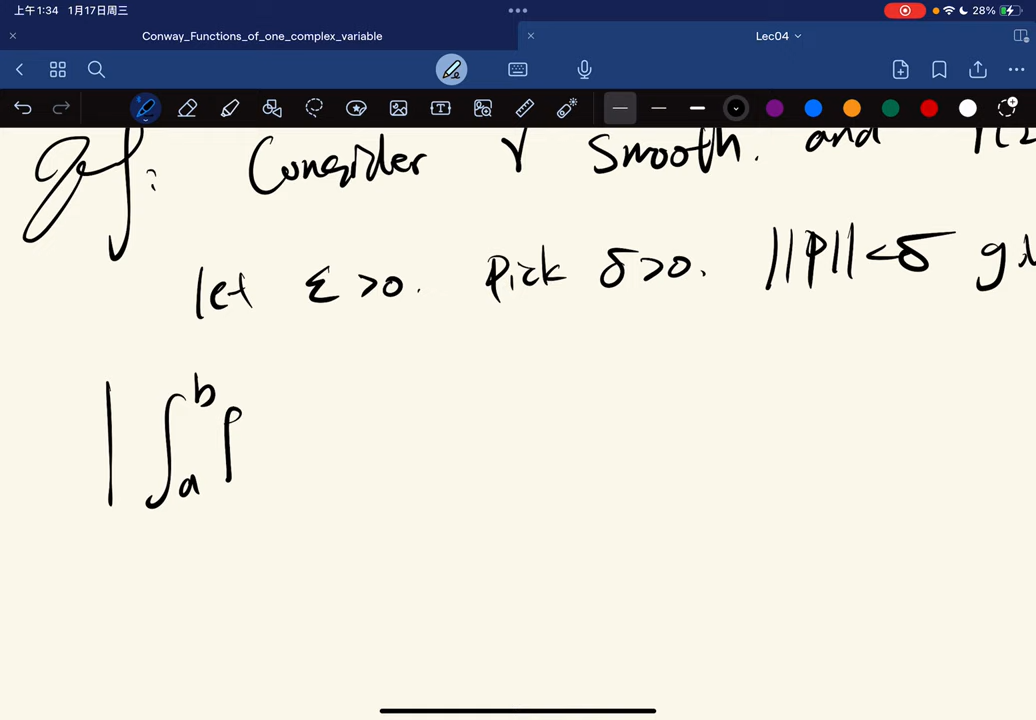 上午1:34 1月17日周三
28%
Conway_Functions_of_one_complex_variable
Lec04
Consider γ smooth. and
let ε >0. Pick δ>0. ||P|| <δ
| ∫_a^b f